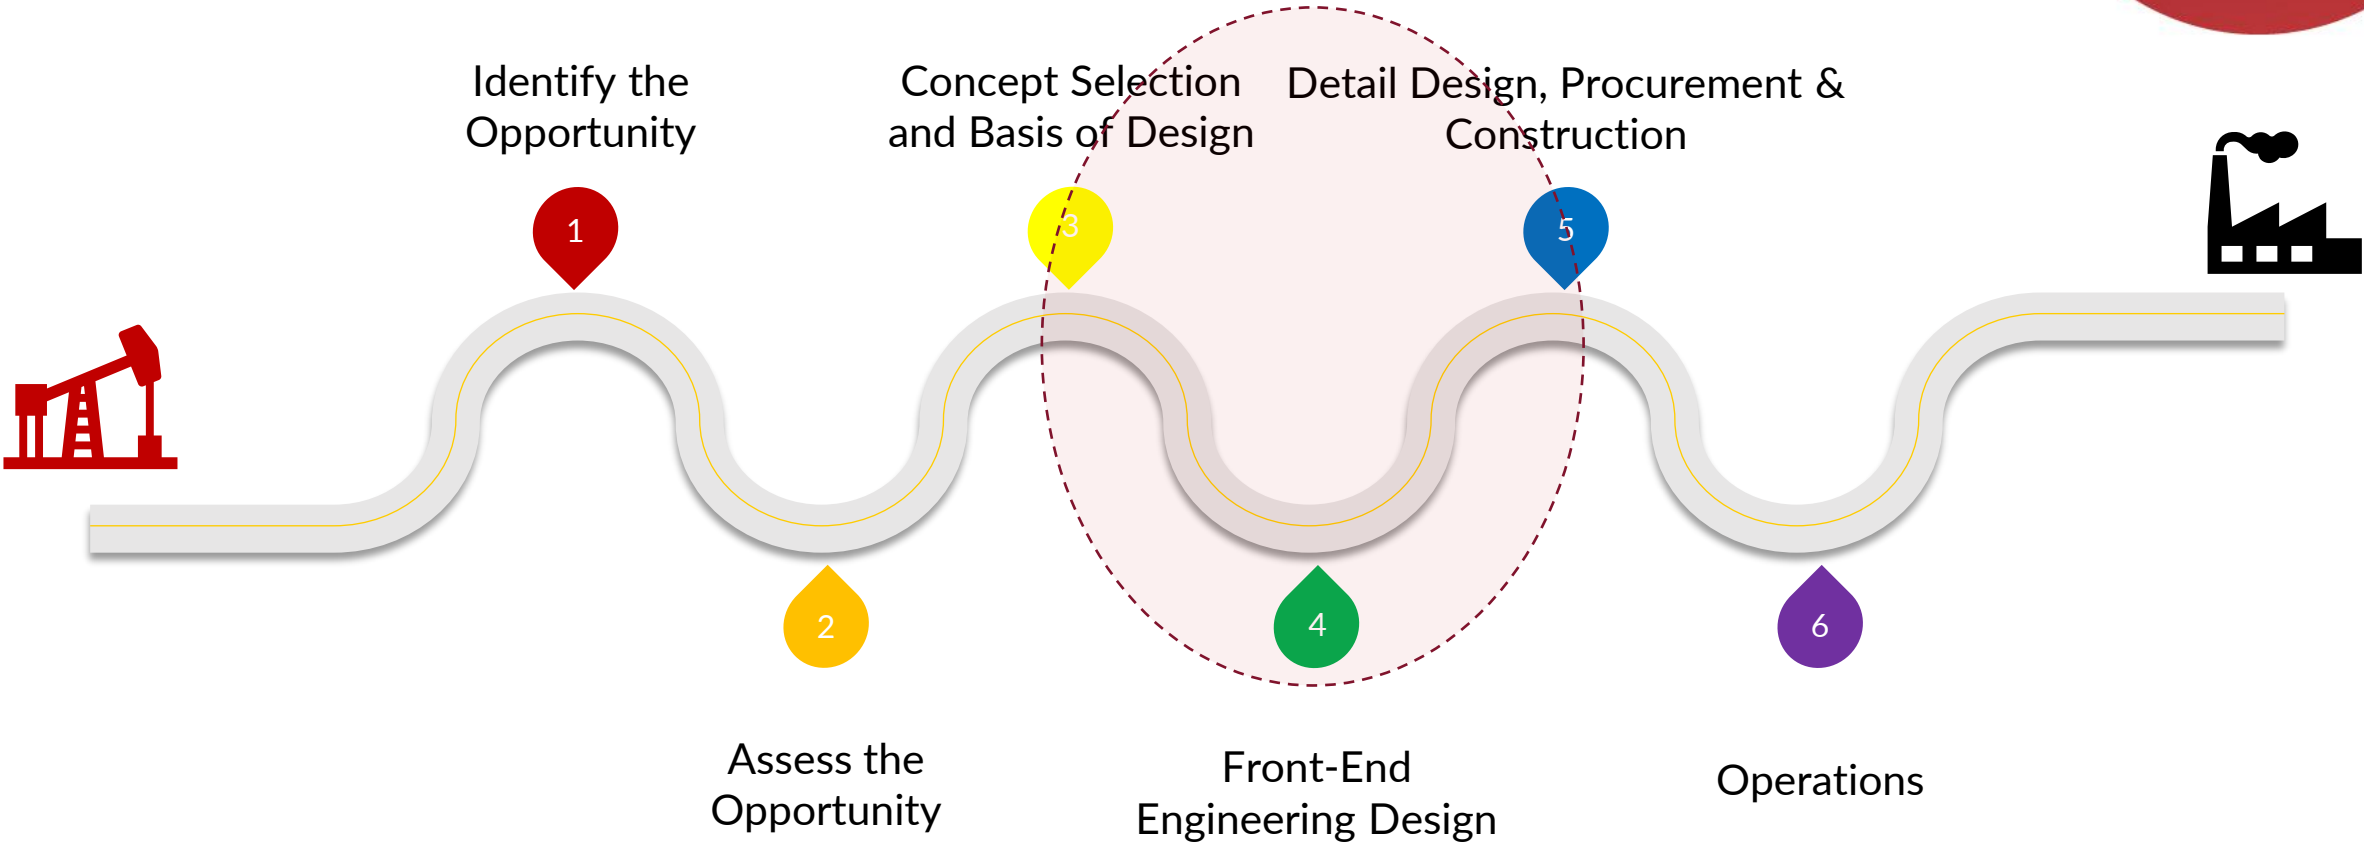 Identify the
Opportunity
1
Assess the
Opportunity
2
Concept Selection
and Basis of Design
3
Front-End
Engineering Design
4
Detail Design, Procurement &
Construction
5
Operations
6